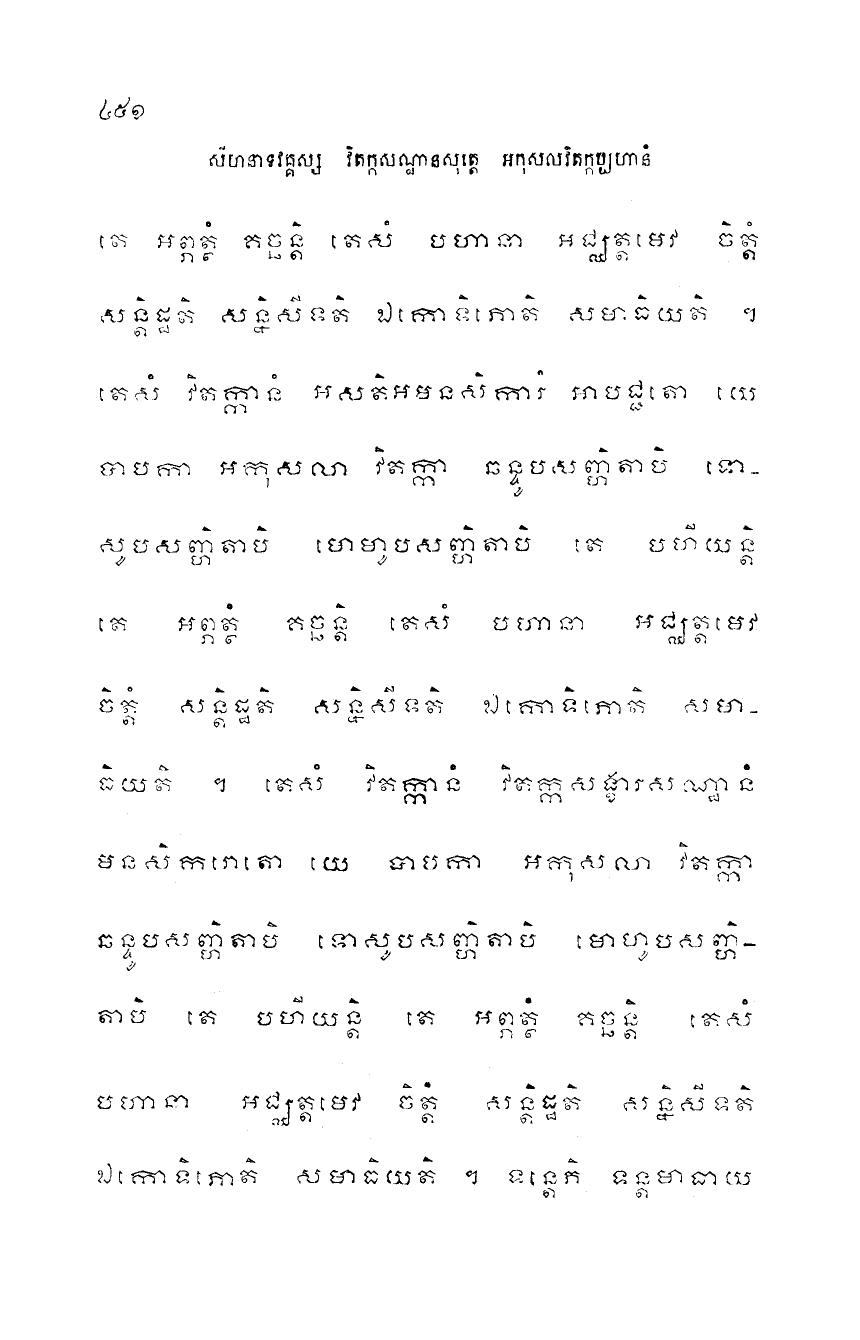 ៤៥១
សីហនាទវគ្គស្ស វិតក្កសណ្ឋានសុត្តេ អកុសលវិតក្កប្បហានំ
តេ អព្ភត្ថំ គច្ឆន្តិ តេសំ បហានា អជ្ឈត្តមេវ ចិត្តំ
សន្តិដ្ឋតិ សន្និសីទតិ ឯកោទិភោតិ សមាធិយតិ ។
តេសំ វិតក្កានំ អសតិអមនសិការំ អាបជ្ជតោ យេ
បាបកា អកុសលា វិតក្កា ឆន្ទូបសញ្ហិតាបិ ទោ-
សូបសញ្ហិតាបិ មោហូបសញ្ហិតាបិ តេ បហីយន្តិ
តេ អព្ភត្ថំ គច្ឆន្តិ តេសំ បហានា អជ្ឈត្តមេវ
ចិត្តំ សន្តិដ្ឋតិ សន្និសីទតិ ឯកោទិភោតិ សមា-
ធិយតិ ។ តេសំ វិតក្កានំ វិតក្កសង្ខារសណ្ឋានំ
មនសិករោតោ យេ បាបកា អកុសលា វិតក្កា
ឆន្ទូបសញ្ហិតាបិ ទោសូបសញ្ហិតាបិ មោហូបសញ្ហិ-
តាបិ តេ បហីយន្តិ តេ អព្ភត្ថំ គច្ឆន្តិ តេសំ
បហានា អជ្ឈត្តមេវ ចិត្តំ សន្តិដ្ឋតិ សន្និសីទតិ
ឯកោទិភោតិ សមាធិយតិ ។ ទន្តេភិ ទន្តមាធាយ